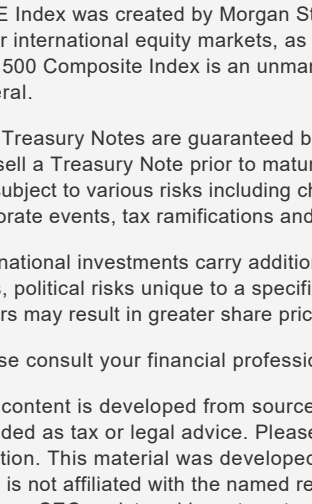 E Index was created by Morgan St
r international equity markets, as
500 Composite Index is an unman
eral.
Treasury Notes are guaranteed b
sell a Treasury Note prior to matur
subject to various risks including ch
orate events, tax ramifications and
national investments carry addition
s, political risks unique to a specifi
rs may result in greater share pric
se consult your financial professio
content is developed from source
ded as tax or legal advice. Please
tion. This material was developed
is not affiliated with the named re